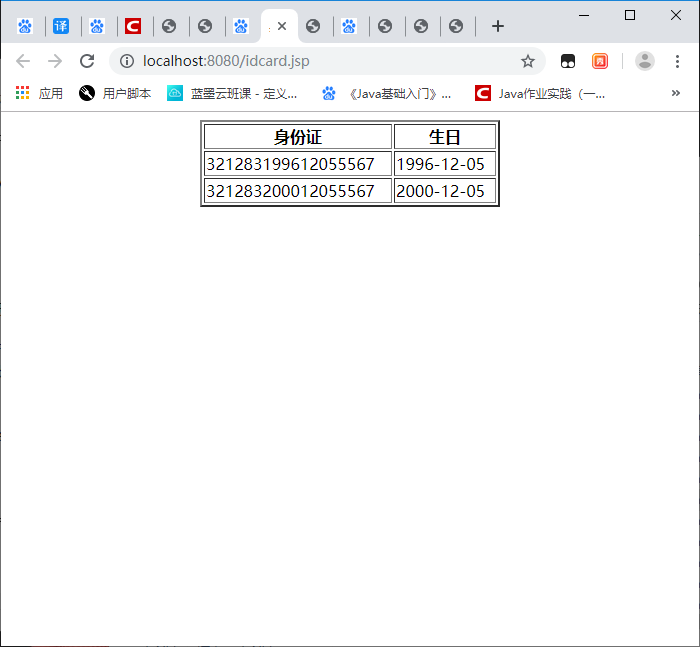 译
localhost:8080/idcard.jsp
应用 用户脚本 蓝墨云班课 - 定义... 《Java基础入门》... Java作业实践（一... »
身份证 生日
321283199612055567 1996-12-05
321283200012055567 2000-12-05